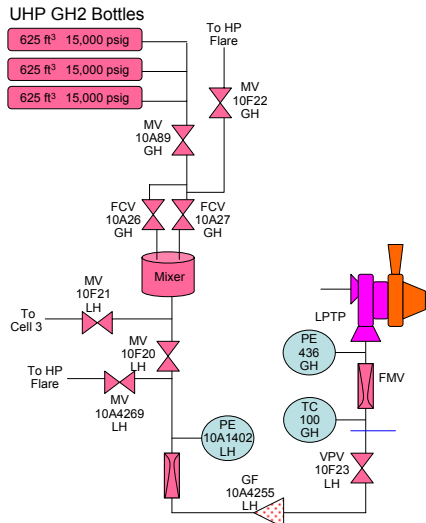 UHP GH2 Bottles
625 ft³ 15,000 psig
625 ft³ 15,000 psig
625 ft³ 15,000 psig
To HP
Flare
MV
10F22
GH
MV
10A89
GH
FCV
10A26
GH
FCV
10A27
GH
Mixer
MV
10F21
LH
To
Cell 3
MV
10F20
LH
To HP
Flare
MV
10A4269
LH
PE
10A1402
LH
GF
10A4255
LH
LPTP
PE
436
GH
FMV
TC
100
GH
VPV
10F23
LH